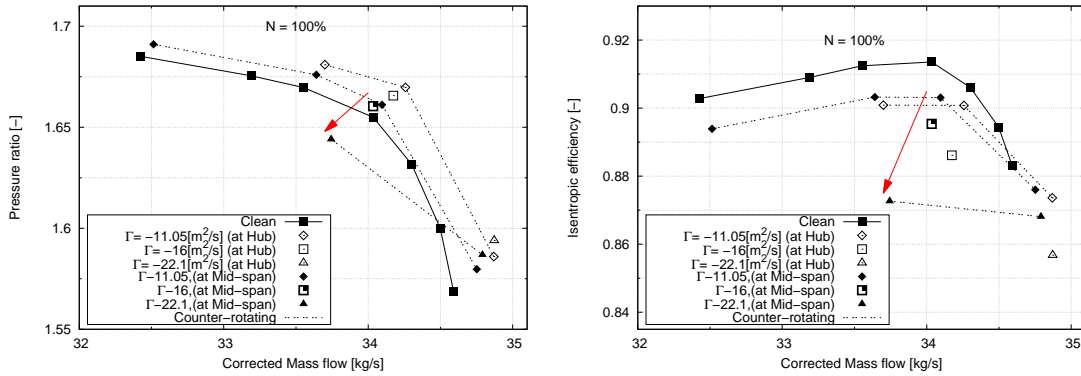 1.7
N = 100%
1.65
Pressure ratio [-]
1.6
Clean
Γ= -11.05[m²/s] (at Hub)
Γ= -16[m²/s] (at Hub)
Γ= -22.1[m²/s] (at Hub)
Γ-11.05,(at Mid-span)
Γ-16,(at Mid-span)
Γ-22.1,(at Mid-span)
Counter-rotating
1.55
32 33 34 35
Corrected Mass flow [kg/s]
0.92
N = 100%
0.9
Isentropic efficiency [-]
0.88
0.86
Clean
Γ= -11.05[m²/s] (at Hub)
Γ= -16[m²/s] (at Hub)
Γ= -22.1[m²/s] (at Hub)
Γ-11.05,(at Mid-span)
Γ-16,(at Mid-span)
Γ-22.1,(at Mid-span)
Counter-rotating
0.84
32 33 34 35
Corrected Mass flow [kg/s]